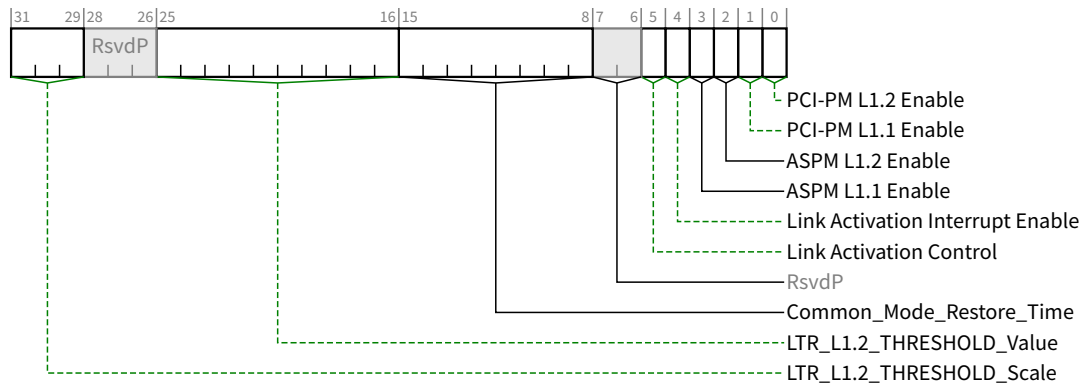 31 29 28 26 25 16 15 8 7 6 5 4 3 2 1 0
RsvdP
PCI-PM L1.2 Enable
PCI-PM L1.1 Enable
ASPM L1.2 Enable
ASPM L1.1 Enable
Link Activation Interrupt Enable
Link Activation Control
RsvdP
Common_Mode_Restore_Time
LTR_L1.2_THRESHOLD_Value
LTR_L1.2_THRESHOLD_Scale